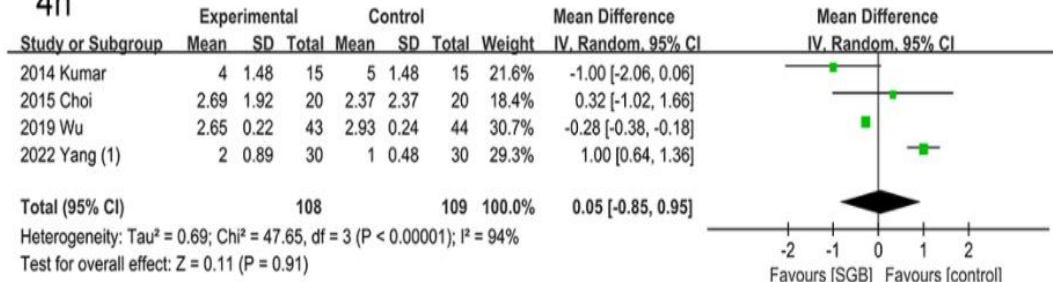 4h
Experimental Control Mean Difference Mean Difference
Study or Subgroup Mean SD Total Mean SD Total Weight IV, Random, 95% CI IV, Random, 95% CI
2014 Kumar 4 1.48 15 5 1.48 15 21.6% -1.00 [-2.06, 0.06]
2015 Choi 2.69 1.92 20 2.37 2.37 20 18.4% 0.32 [-1.02, 1.66]
2019 Wu 2.65 0.22 43 2.93 0.24 44 30.7% -0.28 [-0.38, -0.18]
2022 Yang (1) 2 0.89 30 1 0.48 30 29.3% 1.00 [0.64, 1.36]
Total (95% CI) 108 109 100.0% 0.05 [-0.85, 0.95]
Heterogeneity: Tau² = 0.69; Chi² = 47.65, df = 3 (P < 0.00001); I² = 94%
Test for overall effect: Z = 0.11 (P = 0.91)
-2 -1 0 1 2
Favours [SGB] Favours [control]